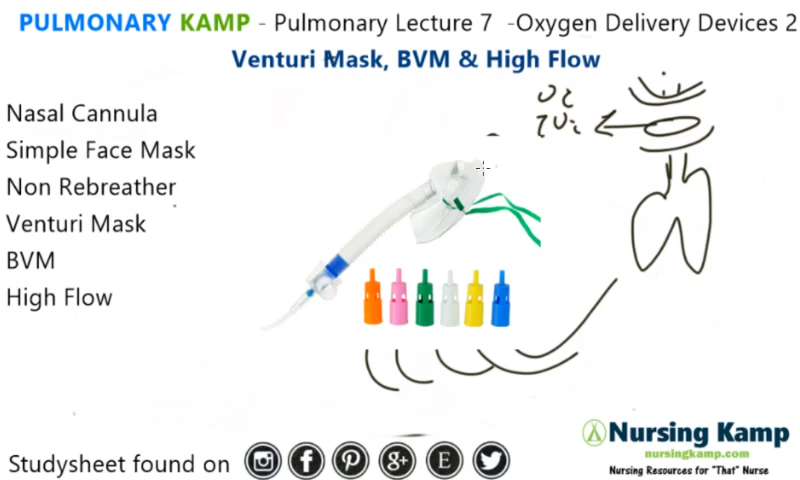 PULMONARY KAMP - Pulmonary Lecture 7 -Oxygen Delivery Devices 2
Venturi Mask, BVM & High Flow
Nasal Cannula
Simple Face Mask
Non Rebreather
Venturi Mask
BVM
High Flow
Studysheet found on
Nursing Kamp
nursingkamp.com
Nursing Resources for "That" Nurse